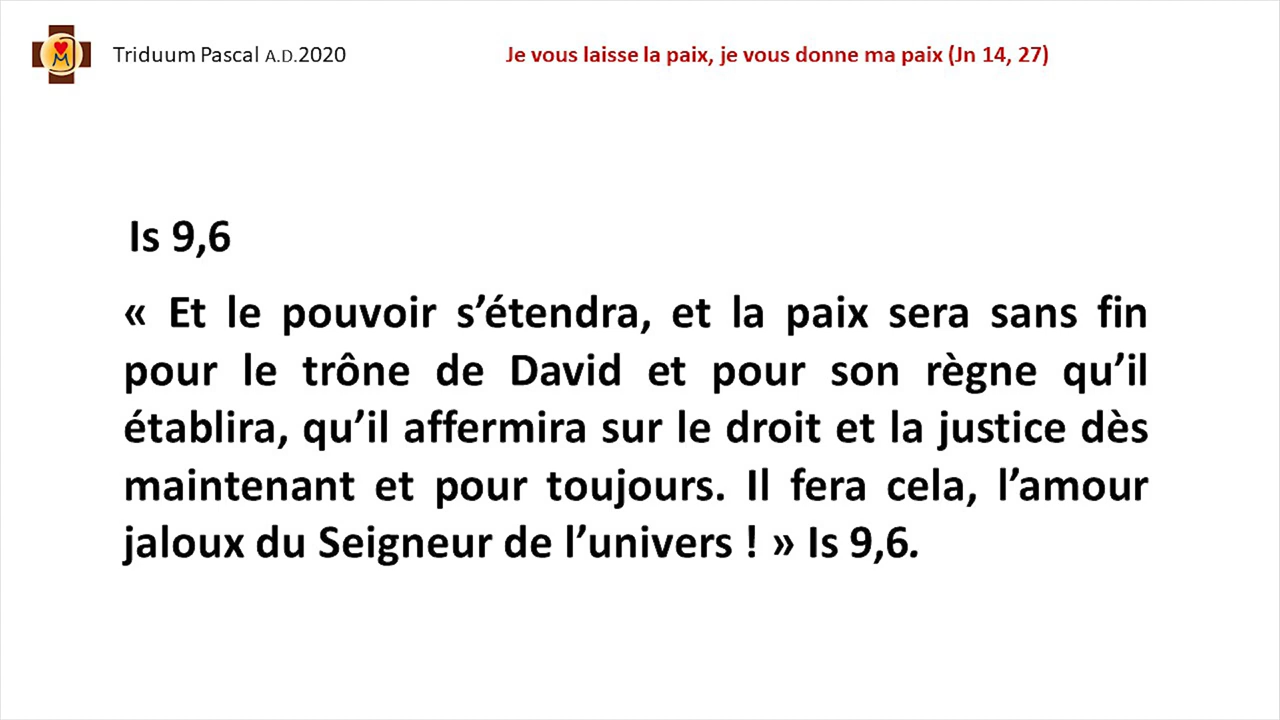 Triduum Pascal A.D.2020
Je vous laisse la paix, je vous donne ma paix (Jn 14, 27)
Is 9,6
« Et le pouvoir s’étendra, et la paix sera sans fin
pour le trône de David et pour son règne qu’il
établira, qu’il affermira sur le droit et la justice dès
maintenant et pour toujours. Il fera cela, l’amour
jaloux du Seigneur de l’univers ! » Is 9,6.